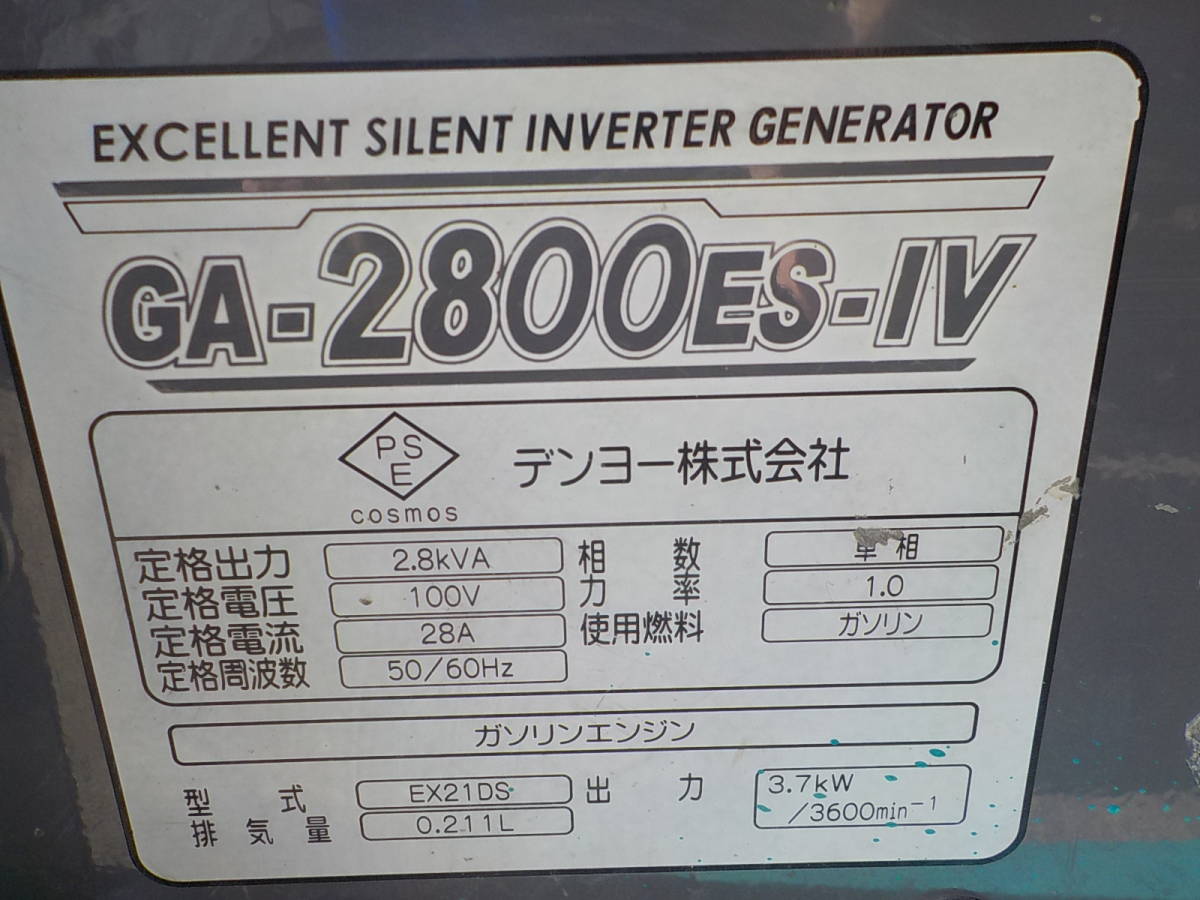 EXCELLENT SILENT INVERTER GENERATOR
GA-2800ES-IV
PS
E
cosmos
デンヨー株式会社
定格出力 2.8kVA 相数 単相
定格電圧 100V 力率 1.0
定格電流 28A 使用燃料 ガソリン
定格周波数 50/60Hz
ガソリンエンジン
型式 EX21DS 出力 3.7kW
排気量 0.211L /3600min⁻¹